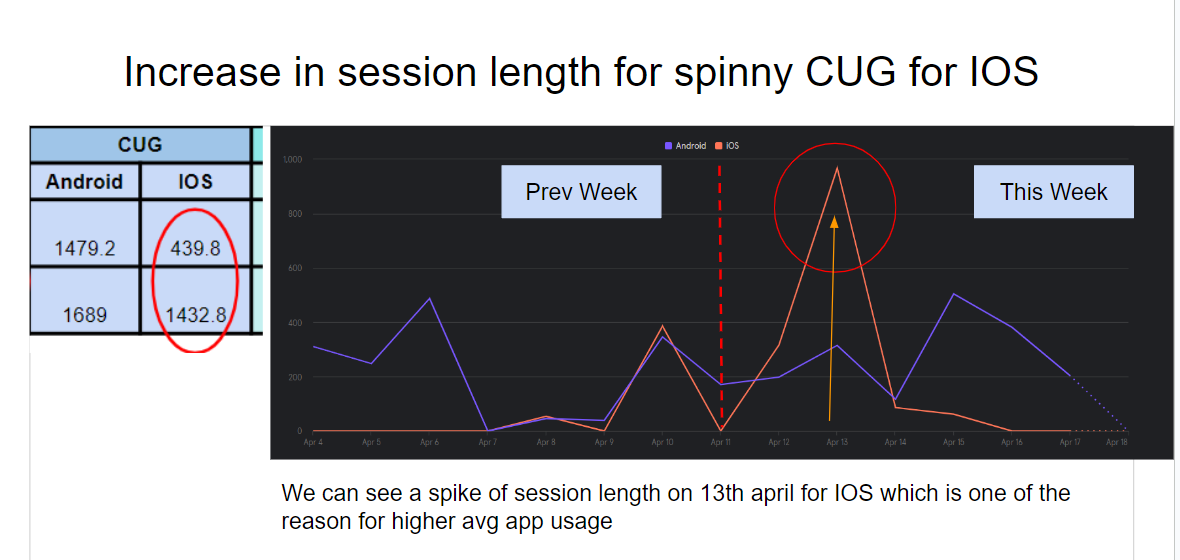 Increase in session length for spinny CUG for IOS
CUG
Android IOS
1479.2 439.8
1689 1432.8
Android iOS
Prev Week
This Week
1,000
800
600
400
200
0
Apr 4 Apr 5 Apr 6 Apr 7 Apr 8 Apr 9 Apr 10 Apr 11 Apr 12 Apr 13 Apr 14 Apr 15 Apr 16 Apr 17 Apr 18
We can see a spike of session length on 13th april for IOS which is one of the
reason for higher avg app usage